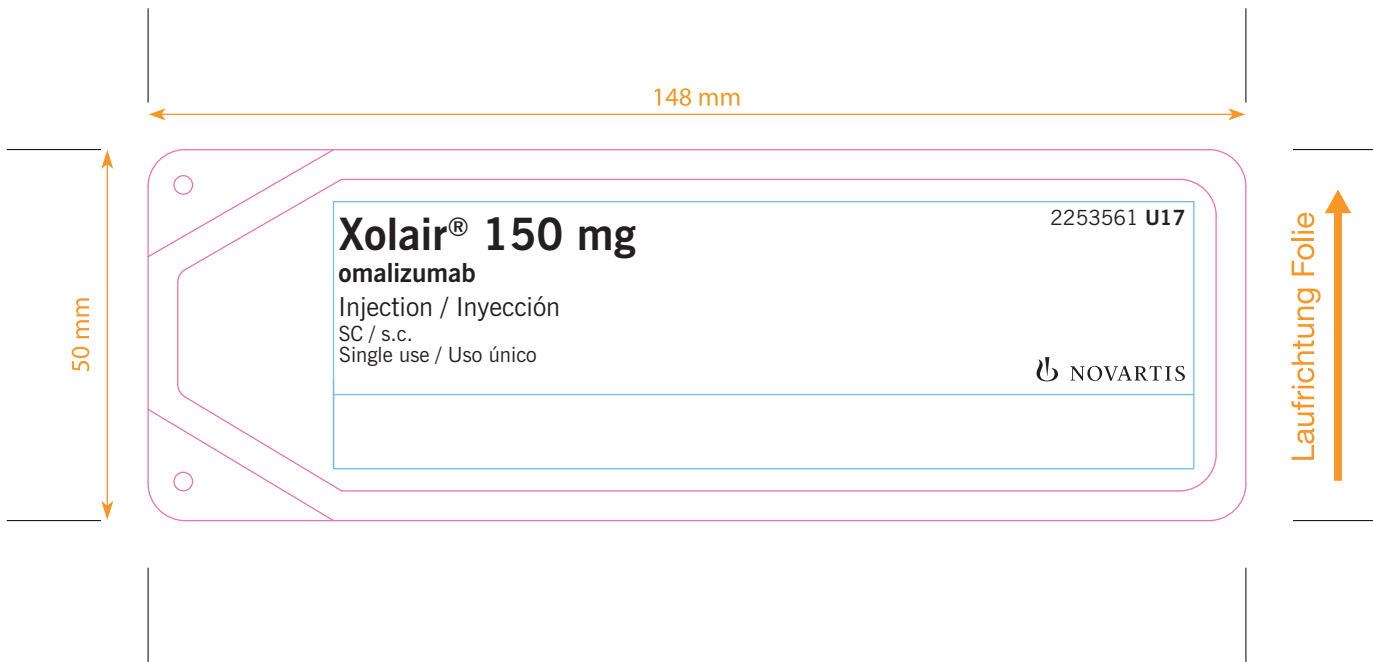 148 mm
50 mm
Xolair® 150 mg
2253561 U17
omalizumab
Injection / Inyección
SC / s.c.
Single use / Uso único
NOVARTIS
Laufrichtung Folie